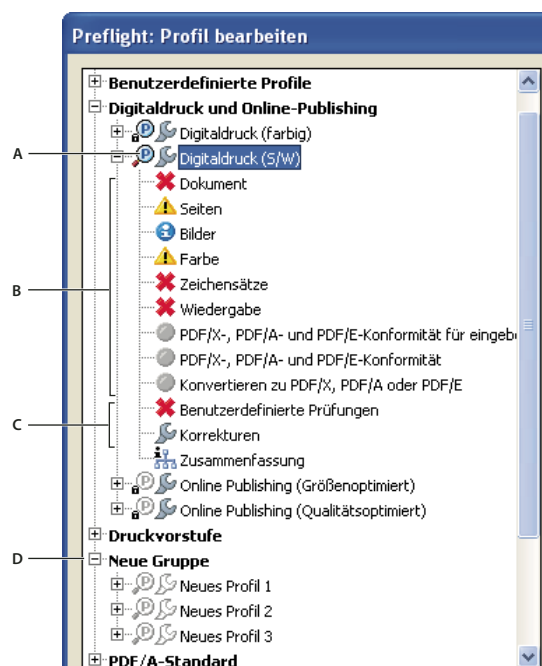 Preflight: Profil bearbeiten
Benutzerdefinierte Profile
Digitaldruck und Online-Publishing
Digitaldruck (farbig)
A Digitaldruck (S/W)
Dokument
Seiten
Bilder
Farbe
B Zeichensätze
Wiedergabe
PDF/X-, PDF/A- und PDF/E-Konformität für eingeb
PDF/X-, PDF/A- und PDF/E-Konformität
Konvertieren zu PDF/X, PDF/A oder PDF/E
Benutzerdefinierte Prüfungen
C Korrekturen
Zusammenfassung
Online Publishing (Größenoptimiert)
Online Publishing (Qualitätsoptimiert)
Druckvorstufe
D Neue Gruppe
Neues Profil 1
Neues Profil 2
Neues Profil 3
PDF/A-Standard